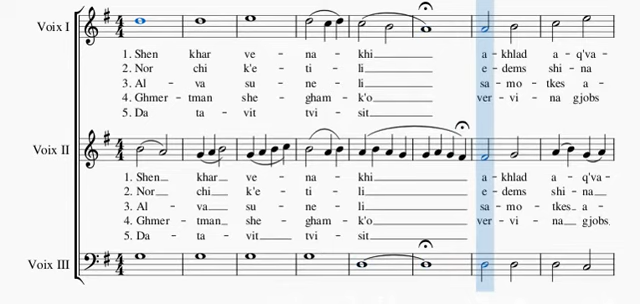 Voix I
1. Shen khar ve - na - khi a - khlad a - q'va -
2. Nor chi k'e - ti - li e - dems shi - na
3. Al - va su - ne - li sa - mo - tkes a -
4. Ghmer - tman she - gham - k'o ver - vi - na gjobs
5. Da ta - vit tvi - sit
Voix II
1. Shen khar ve - na - khi a - khlad a - q'va -
2. Nor chi k'e - ti - li e - dems shi - na
3. Al - va su - ne - li sa - mo - tkes a -
4. Ghmer - tman she - gham - k'o ver - vi - na gjobs
5. Da - ta - vit tvi - sit
Voix III